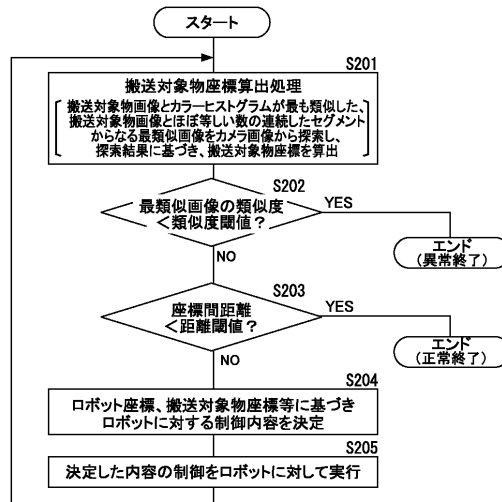 スタート
S201
搬送対象物座標算出処理
搬送対象物画像とカラーヒストグラムが最も類似した、
搬送対象物画像とほぼ等しい数の連続したセグメント
からなる最類似画像をカメラ画像から探索し、
探索結果に基づき、搬送対象物座標を算出
S202
最類似画像の類似度
＜類似度閾値？
YES
エンド
(異常終了)
NO
S203
座標間距離
＜距離閾値？
YES
エンド
(正常終了)
NO
S204
ロボット座標、搬送対象物座標等に基づき
ロボットに対する制御内容を決定
S205
決定した内容の制御をロボットに対して実行